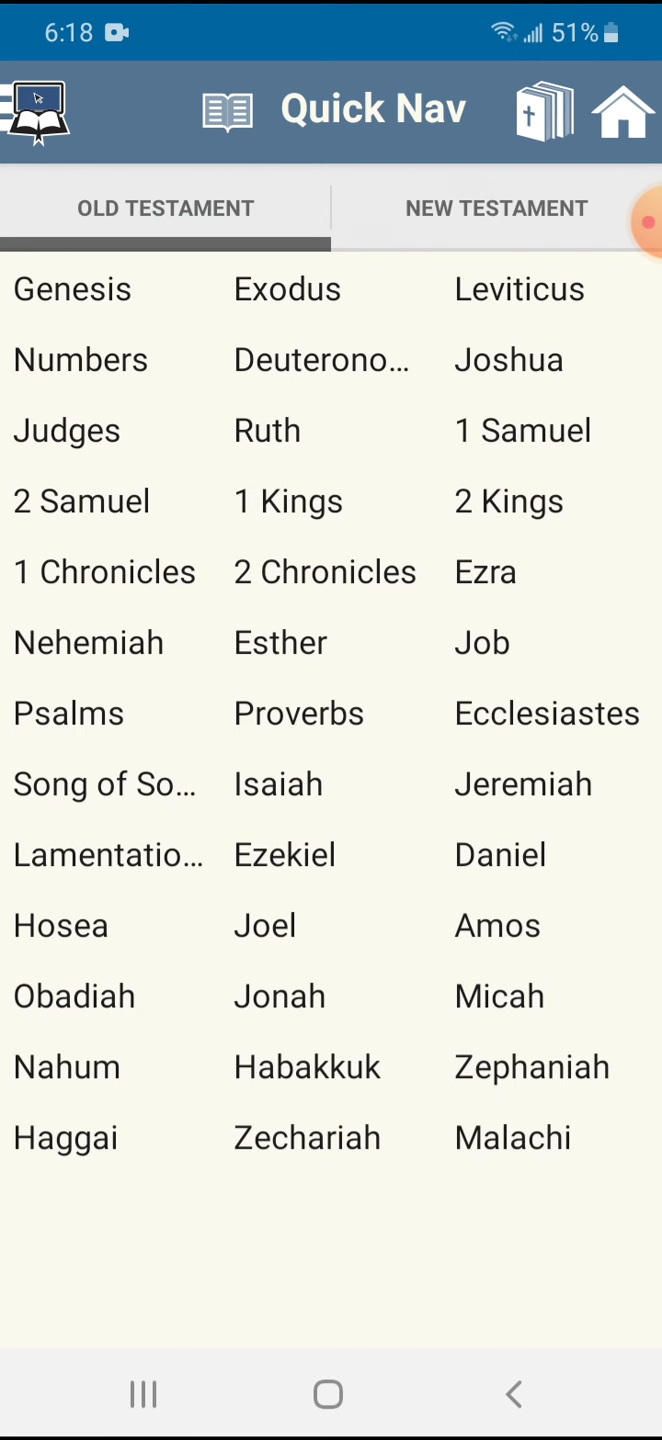 6:18 51%
Quick Nav
OLD TESTAMENT NEW TESTAMENT
Genesis Exodus Leviticus
Numbers Deuterono... Joshua
Judges Ruth 1 Samuel
2 Samuel 1 Kings 2 Kings
1 Chronicles 2 Chronicles Ezra
Nehemiah Esther Job
Psalms Proverbs Ecclesiastes
Song of So... Isaiah Jeremiah
Lamentatio... Ezekiel Daniel
Hosea Joel Amos
Obadiah Jonah Micah
Nahum Habakkuk Zephaniah
Haggai Zechariah Malachi